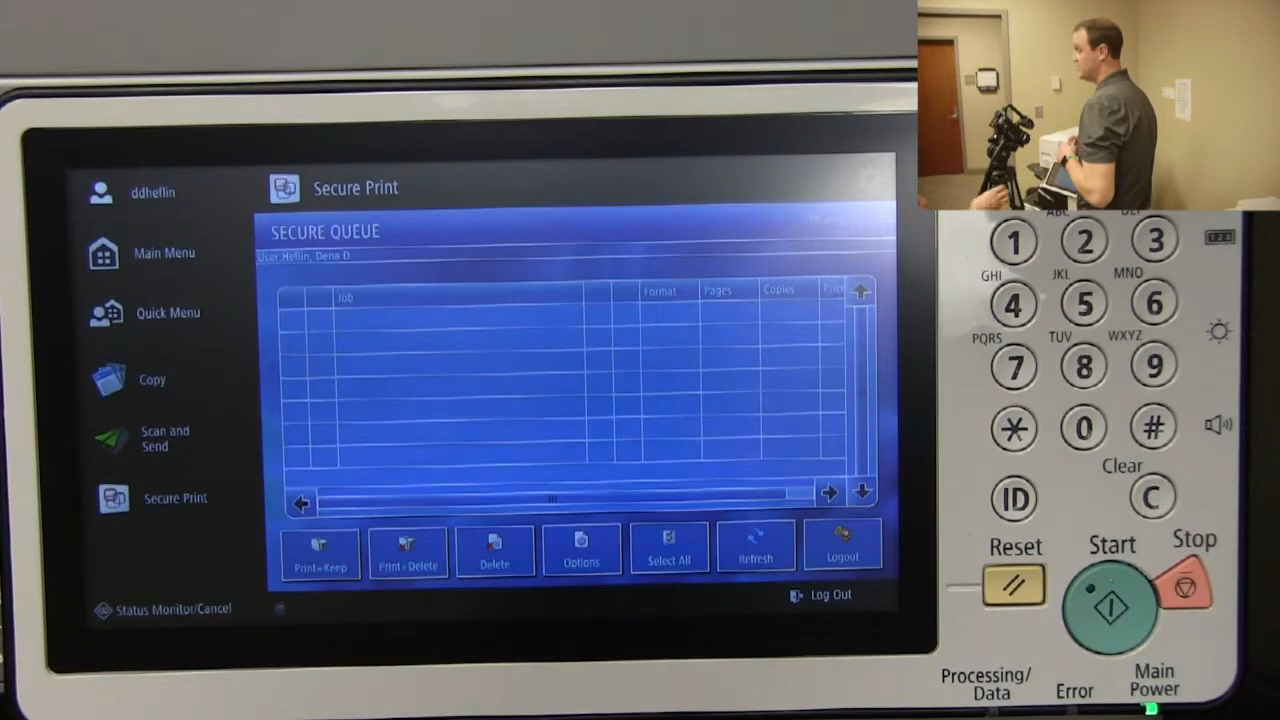 ddheflin
Main Menu
Quick Menu
Copy
Scan and
Send
Secure Print
Status Monitor/Cancel
Secure Print
SECURE QUEUE
User Heflin, Dena D
Job Format Pages Copies Price
Print+Keep Print+Delete Delete Options Select All Refresh Logout
Log Out
ABC DEF
1 2 3
GHI JKL MNO
4 5 6
PQRS TUV WXYZ
7 8 9
* 0 #
Clear
ID C
Reset Start Stop
Processing/
Data
Error
Main
Power